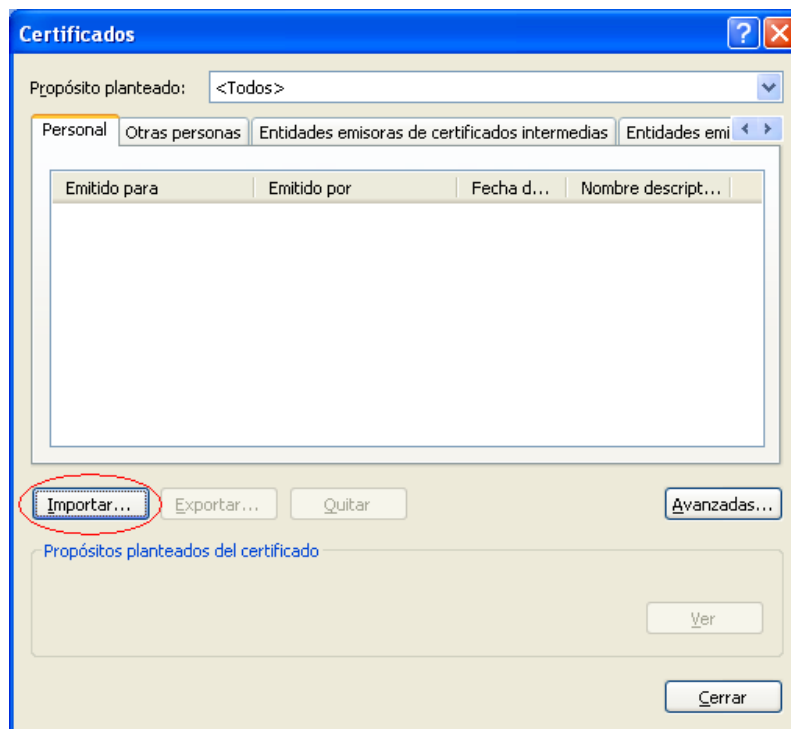 Certificados
Propósito planteado: <Todos>
Personal Otras personas Entidades emisoras de certificados intermedias Entidades emi
Emitido para Emitido por Fecha d... Nombre descript...
Importar... Exportar... Quitar Avanzadas...
Propósitos planteados del certificado
Ver
Cerrar